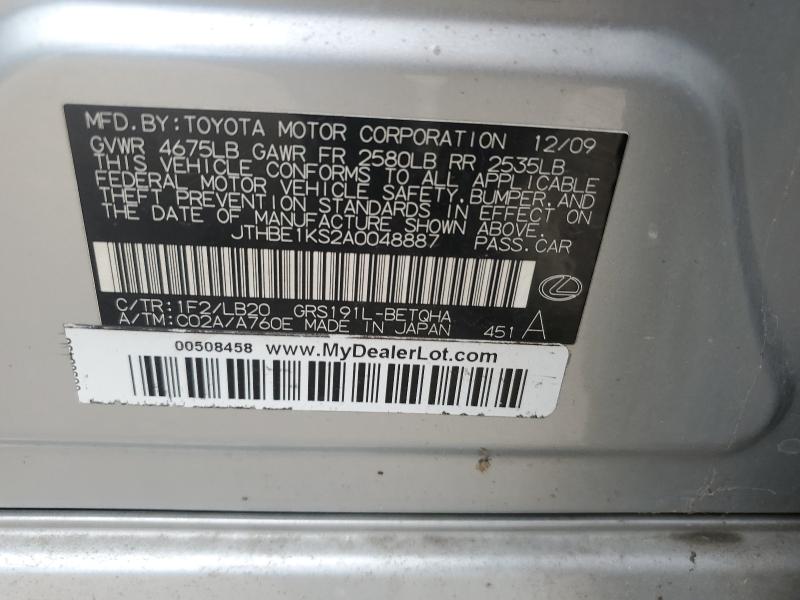 MFD. BY: TOYOTA MOTOR CORPORATION 12/09
GVWR 4675LB GAWR FR 2580LB RR 2535LB
THIS VEHICLE CONFORMS TO ALL APPLICABLE
FEDERAL MOTOR VEHICLE SAFETY, BUMPER, AND
THEFT PREVENTION STANDARDS IN EFFECT ON
THE DATE OF MANUFACTURE SHOWN ABOVE.
JTHBE1KS2A0048887 PASS. CAR
C/TR: 1F2/LB20 GRS191L-BETQHA
A/TM: C02A/A760E MADE IN JAPAN 451 A
00508458 www.MyDealerLot.com